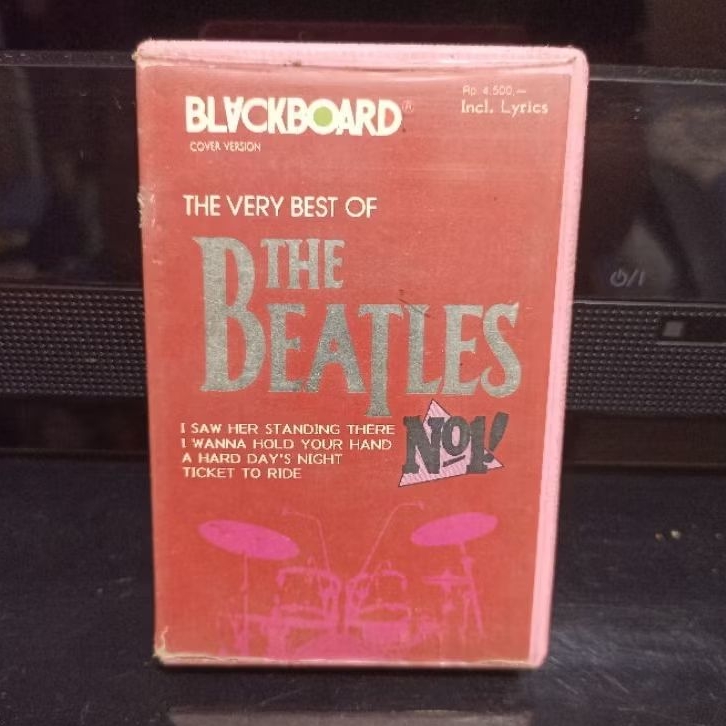 BLACKBOARD®
COVER VERSION
Rp. 4.500,—
Incl. Lyrics
THE VERY BEST OF
THE
BEATLES
I SAW HER STANDING THERE
I WANNA HOLD YOUR HAND
A HARD DAY'S NIGHT
TICKET TO RIDE
No1!